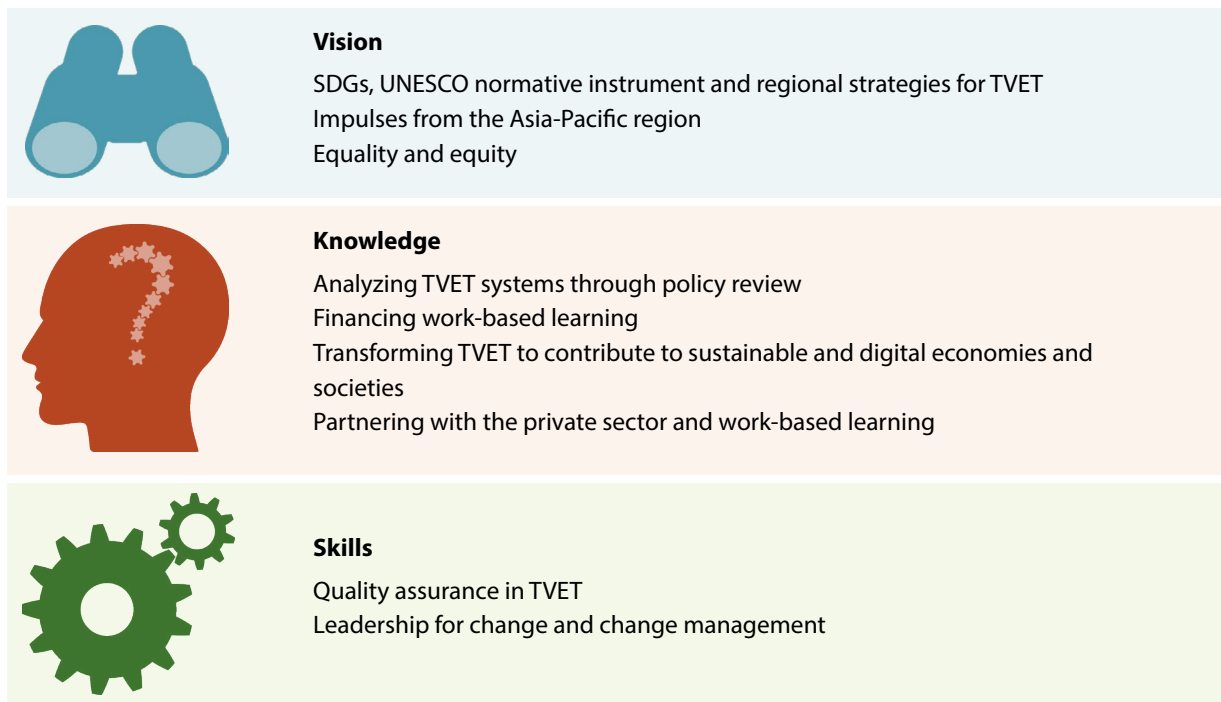 Vision
SDGs, UNESCO normative instrument and regional strategies for TVET
Impulses from the Asia-Pacific region
Equality and equity
Knowledge
Analyzing TVET systems through policy review
Financing work-based learning
Transforming TVET to contribute to sustainable and digital economies and
societies
Partnering with the private sector and work-based learning
Skills
Quality assurance in TVET
Leadership for change and change management